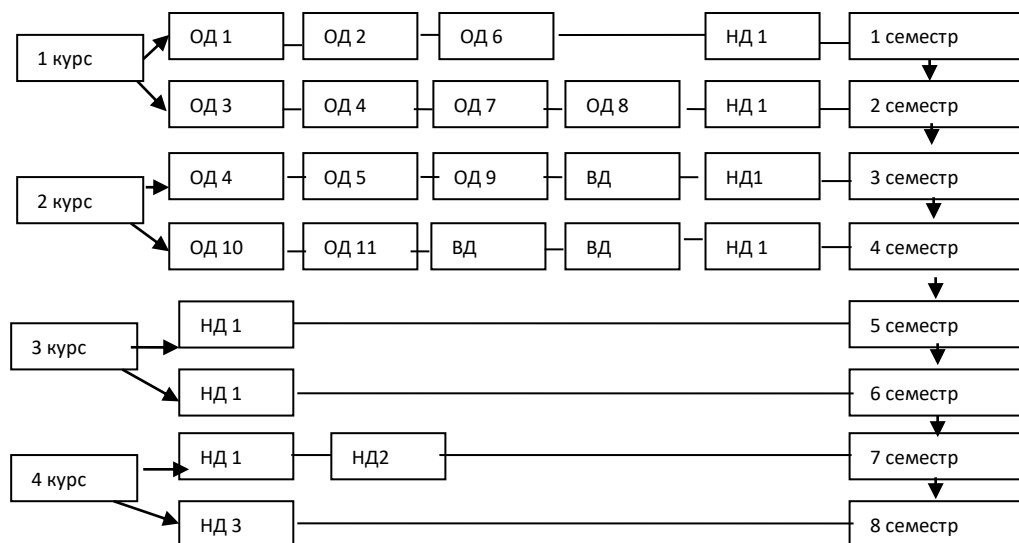 ОД 1 ОД 2 ОД 6 НД 1 1 семестр
1 курс
ОД 3 ОД 4 ОД 7 ОД 8 НД 1 2 семестр
ОД 4 ОД 5 ОД 9 ВД НД1 3 семестр
2 курс
ОД 10 ОД 11 ВД ВД НД 1 4 семестр
НД 1 5 семестр
3 курс
НД 1 6 семестр
НД 1 НД2 7 семестр
4 курс
НД 3 8 семестр